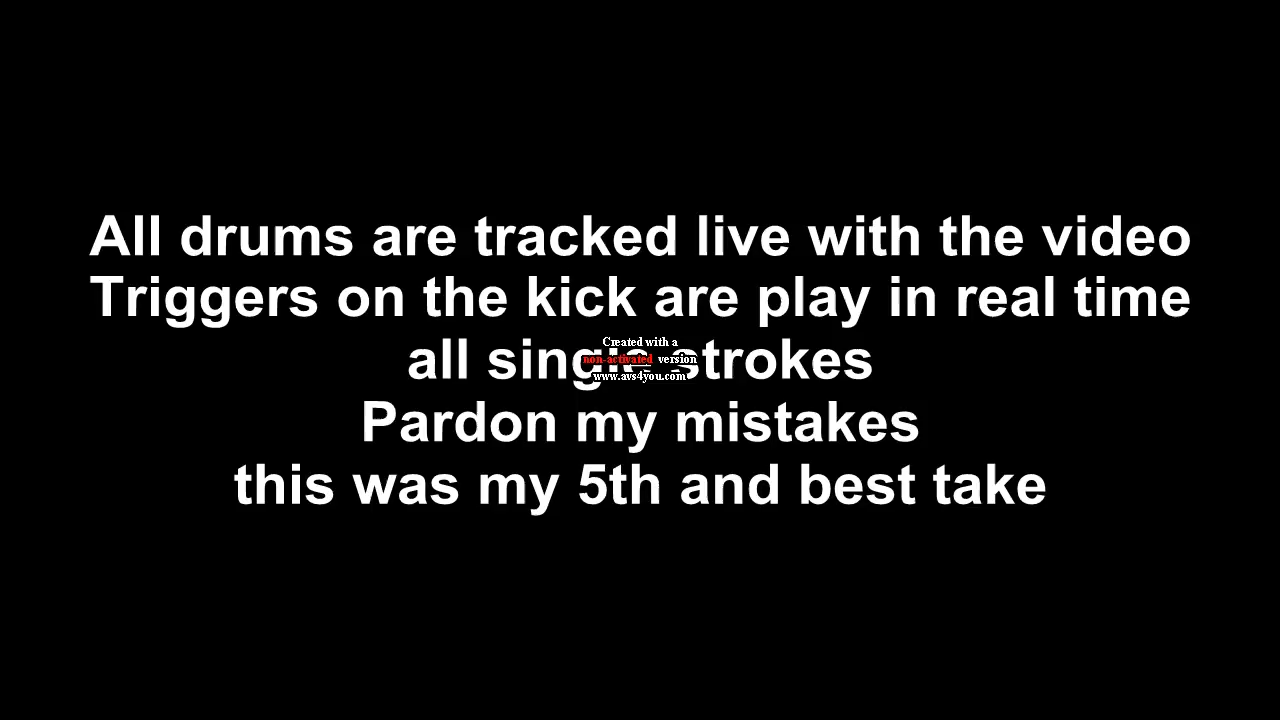 All drums are tracked live with the video
Triggers on the kick are play in real time
all single strokes
Created with a
non-activated version
www.avs4you.com
Pardon my mistakes
this was my 5th and best take